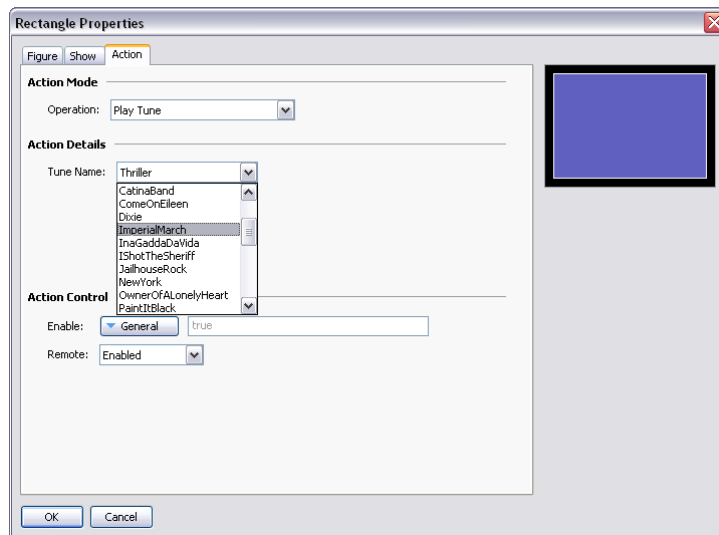 Rectangle Properties
Figure Show Action
Action Mode
Operation: Play Tune
Action Details
Tune Name: Thriller
CatinaBand
ComeOnEileen
Dixie
ImperialMarch
InaGaddaDaVida
IShotTheSheriff
JailhouseRock
NewYork
OwnerOfALonelyHeart
PaintItBlack
Action Control
Enable: General true
Remote: Enabled
OK Cancel